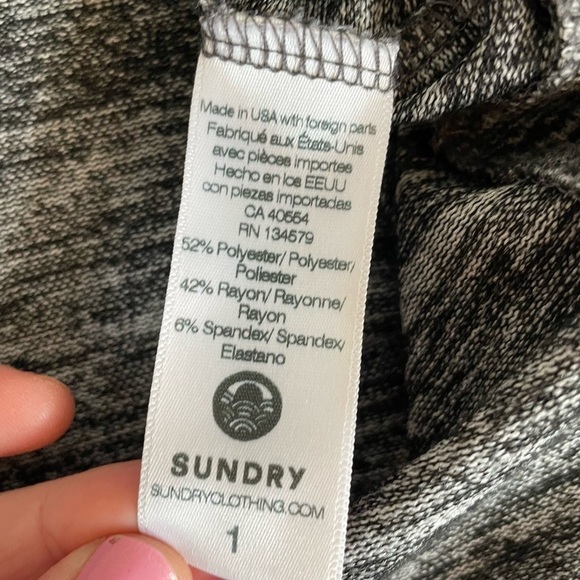 Made in USA with foreign parts
Fabriqué aux États-Unis
avec pièces importes
Hecho en los EEUU
con piezas importadas
CA 40554
RN 134579
52% Polyester/ Polyester/
Poliester
42% Rayon/ Rayonne/
Rayon
6% Spandex/ Spandex/
Elastano
SUNDRY
SUNDRYCLOTHING.COM
1